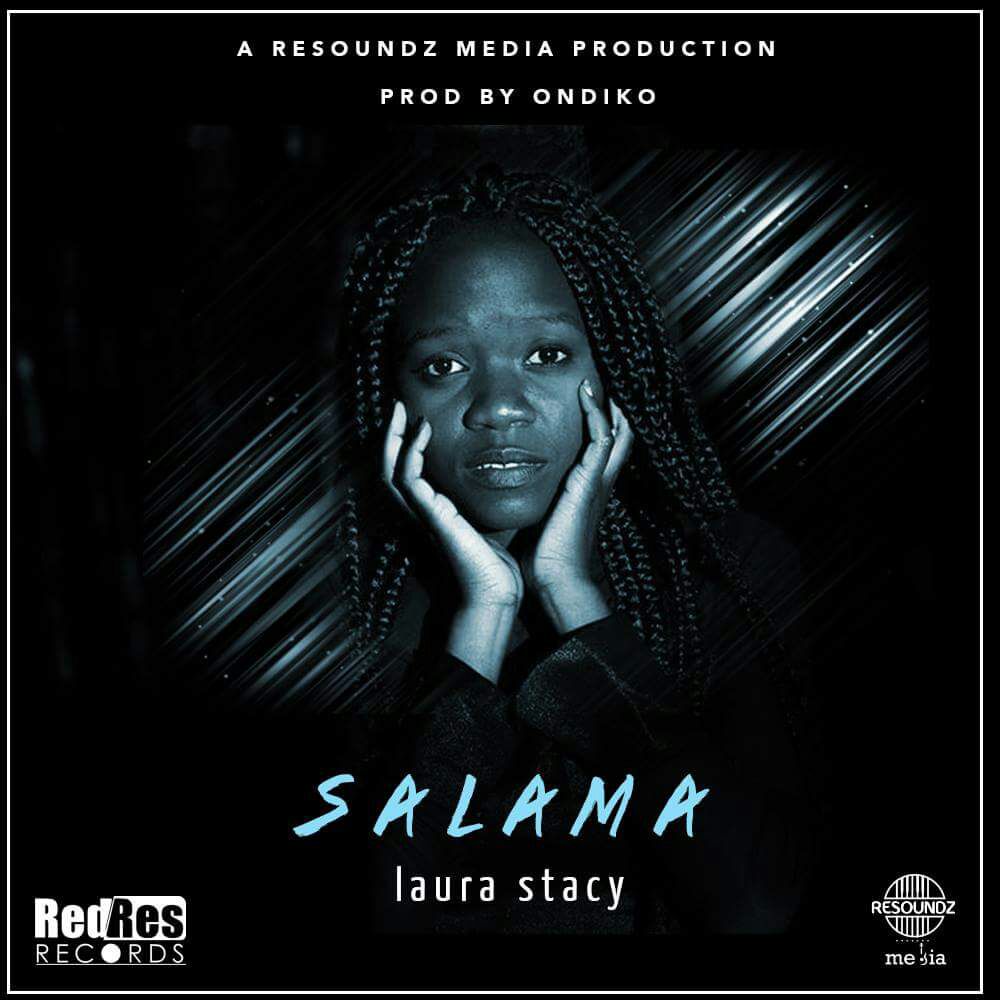 A RESOUNDZ MEDIA PRODUCTION
PROD BY ONDIKO
SALAMA
laura stacy
RedRes
RECORDS
RESOUNDZ
media